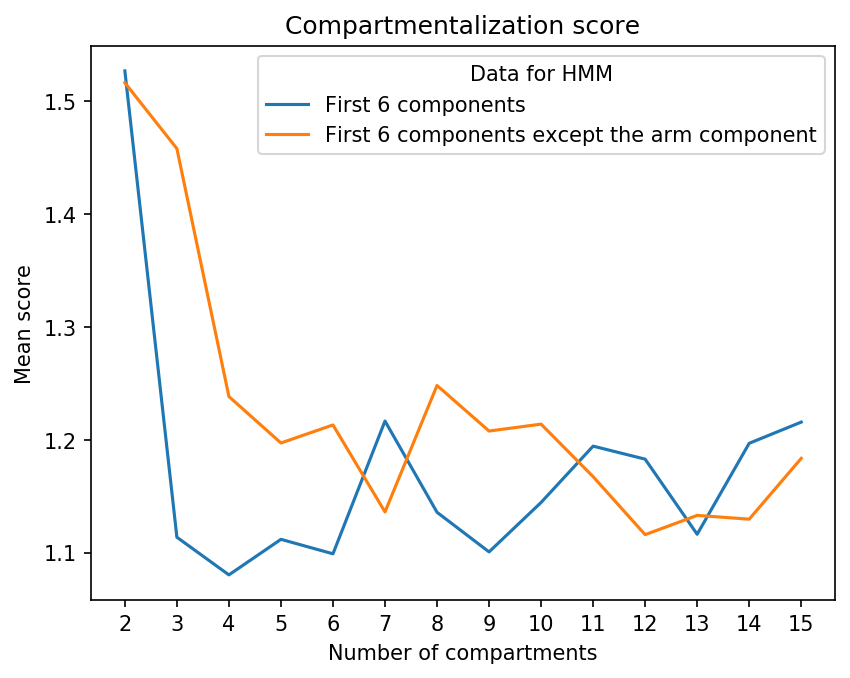 Compartmentalization score
Data for HMM
First 6 components
First 6 components except the arm component
Mean score
1.5
1.4
1.3
1.2
1.1
2 3 4 5 6 7 8 9 10 11 12 13 14 15
Number of compartments